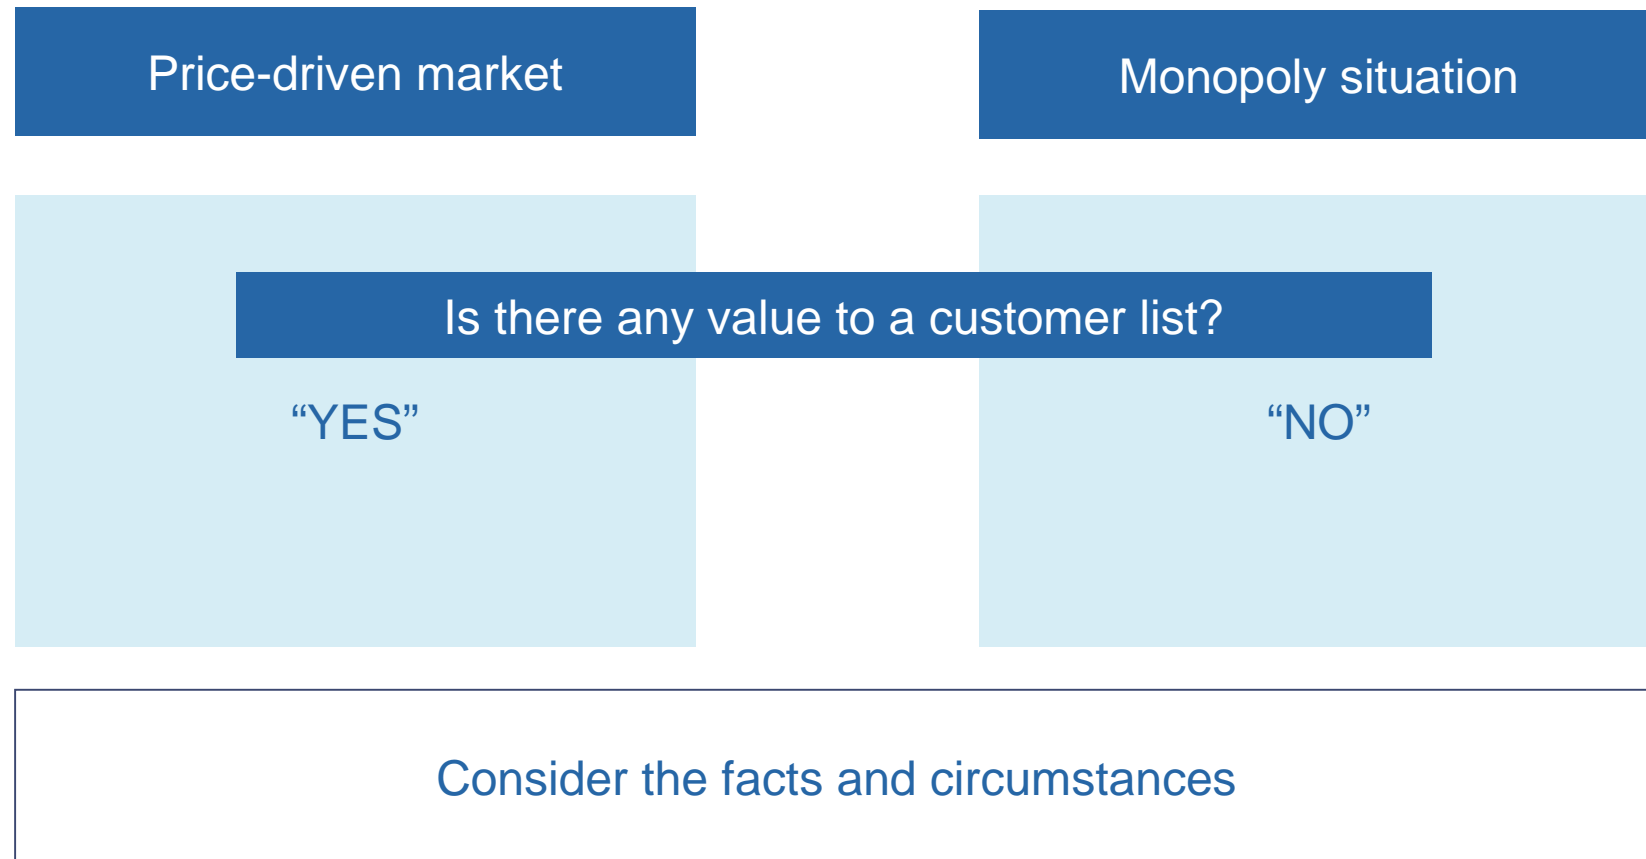 Price-driven market
Monopoly situation
Is there any value to a customer list?
“YES”
“NO”
Consider the facts and circumstances